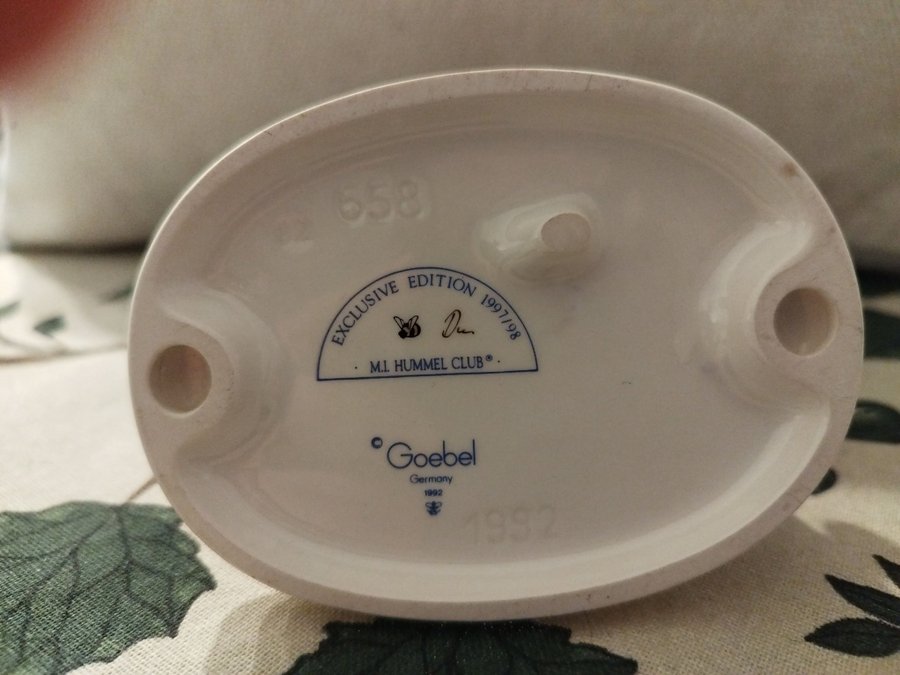 658
EXCLUSIVE EDITION 1997/98
· M.I. HUMMEL CLUB® ·
© Goebel
Germany
1992
1992